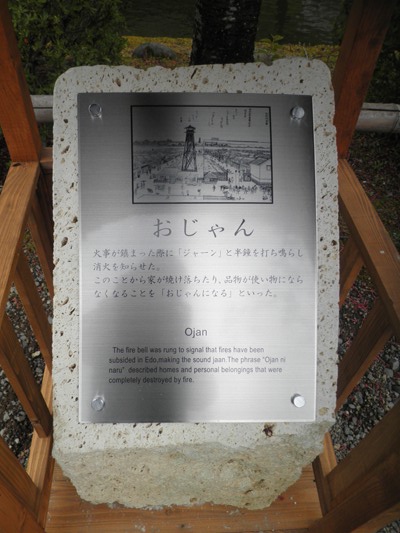 おじゃん
火事が鎮まった際に「ジャーン」と半鐘を打ち鳴らし
消火を知らせた。
このことから家が焼け落ちたり、品物が使い物になら
なくなることを「おじゃんになる」といった。
Ojan
The fire bell was rung to signal that fires have been
subsided in Edo,making the sound jaan.The phrase "Ojan ni
naru" described homes and personal belongings that were
completely destroyed by fire.